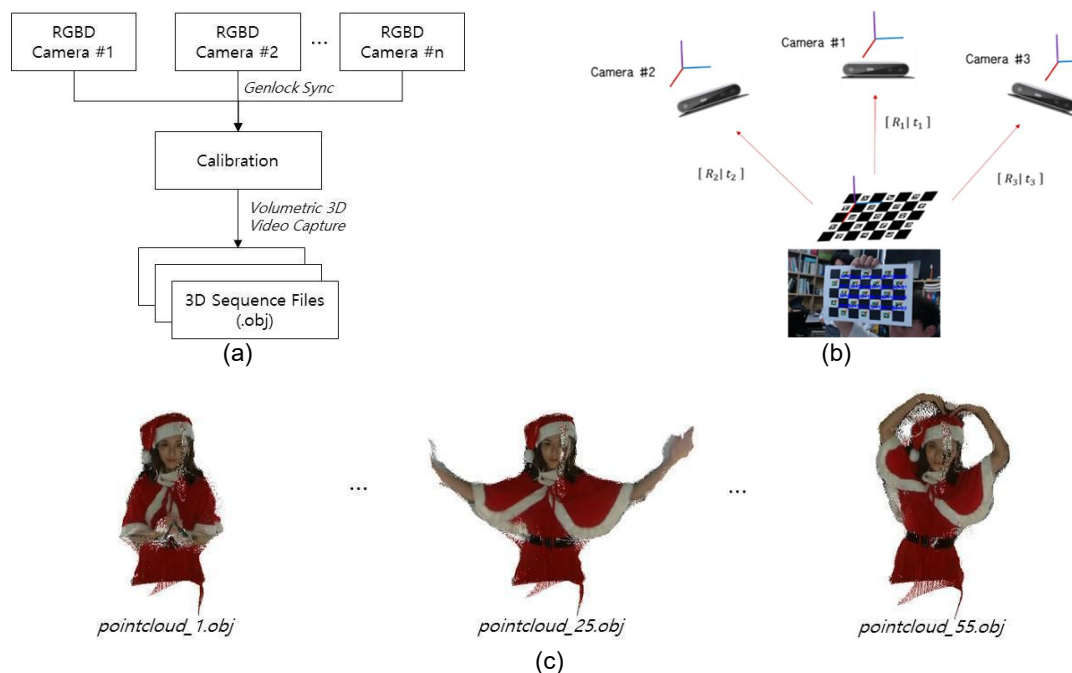 RGBD
Camera #1
RGBD
Camera #2
...
RGBD
Camera #n
Genlock Sync
Calibration
Volumetric 3D
Video Capture
3D Sequence Files
(.obj)
(a)
Camera #1
Camera #2
Camera #3
[ R₁| t₁ ]
[ R₂| t₂ ]
[ R₃| t₃ ]
(b)
...
...
pointcloud_1.obj
pointcloud_25.obj
pointcloud_55.obj
(c)